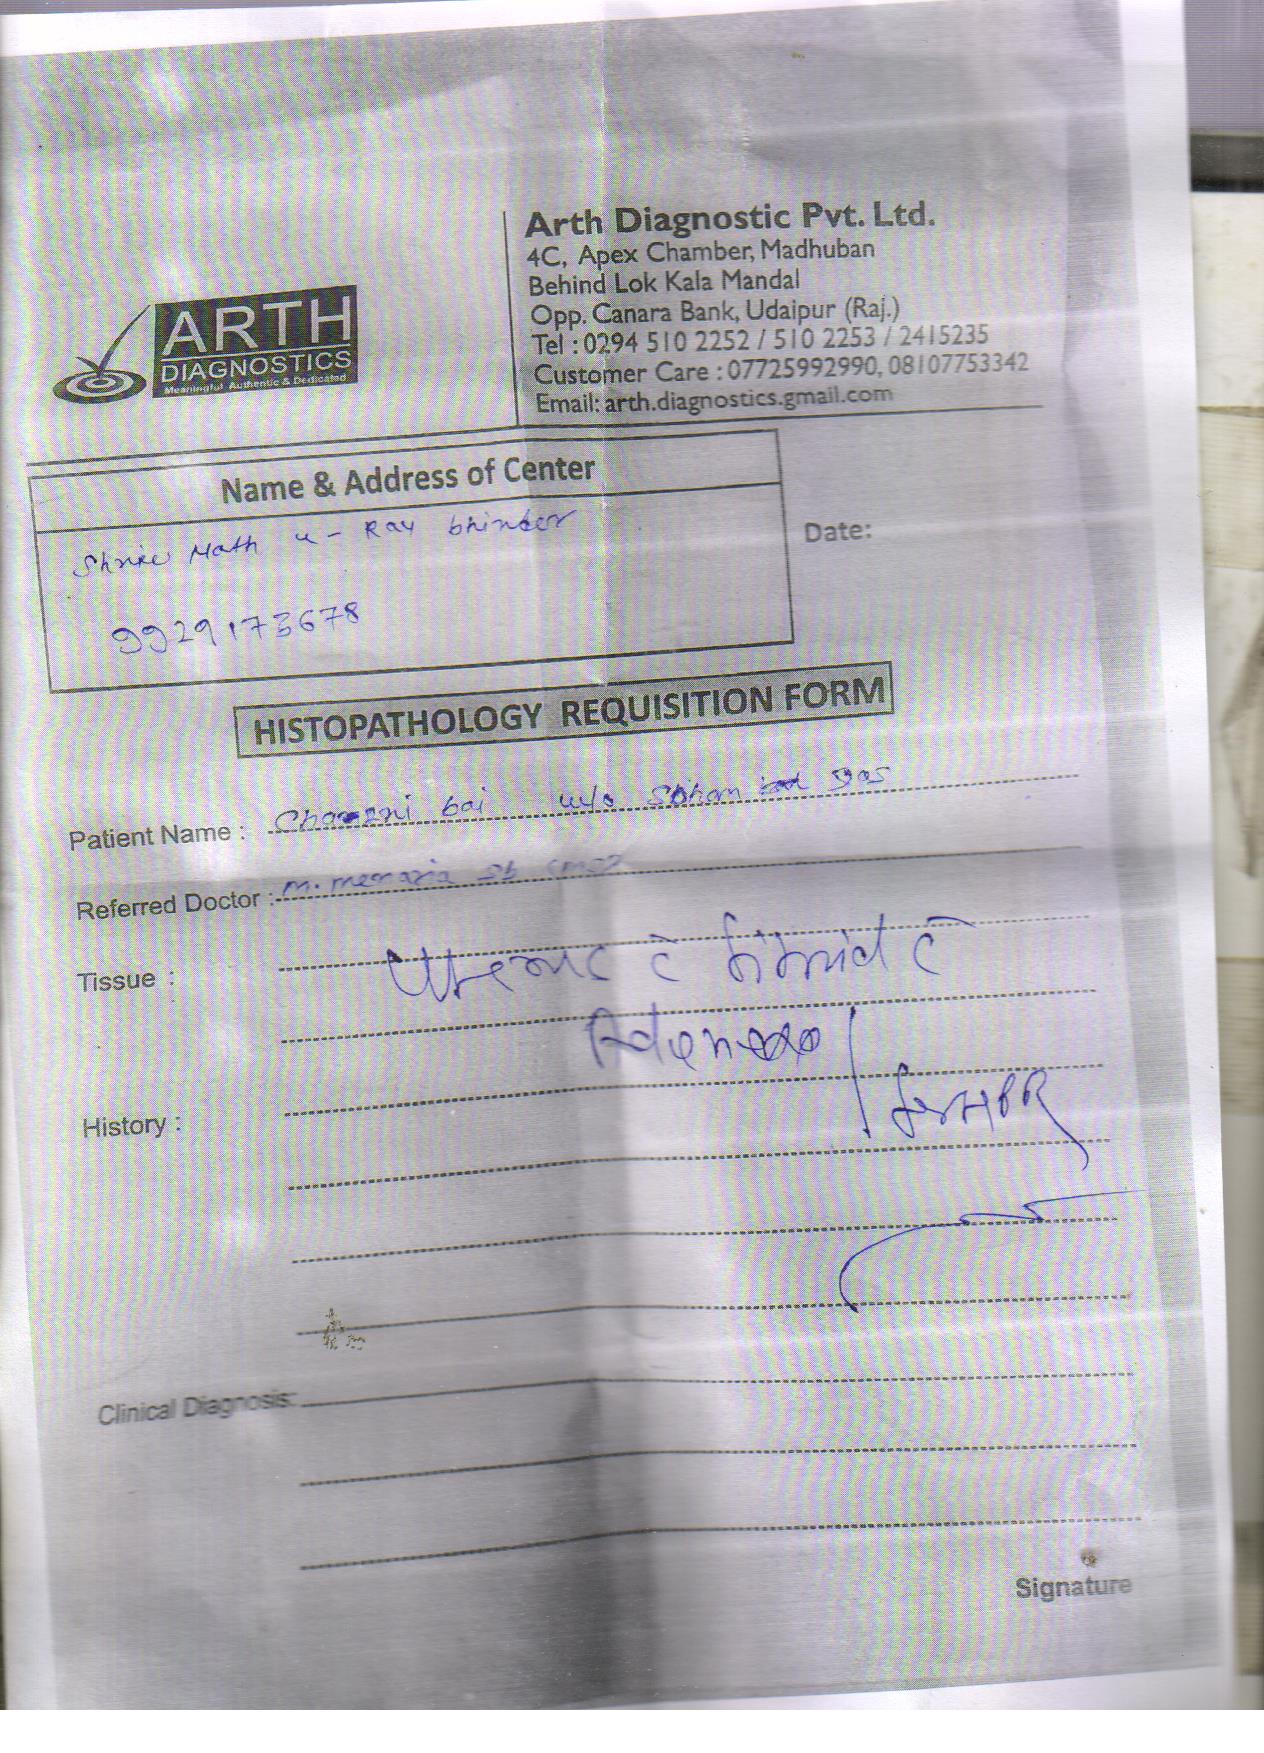 Arth Diagnostic Pvt. Ltd.
4C, Apex Chamber, Madhuban
Behind Lok Kala Mandal
Opp. Canara Bank, Udaipur (Raj.)
Tel : 0294 510 2252 / 510 2253 / 2415235
Customer Care : 07725992990, 08107753342
Email: arth.diagnostics.gmail.com
ARTH
DIAGNOSTICS
Meaningful Authentic & Dedicated
Name & Address of Center
Shree Nath x - Ray bhinder
9929173678
Date:
HISTOPATHOLOGY REQUISITION FORM
Patient Name : bai w/o
Referred Doctor : m. menaria
Tissue : Uterus c̄ c̄
Adenexa
History :
Clinical Diagnosis:
Signature